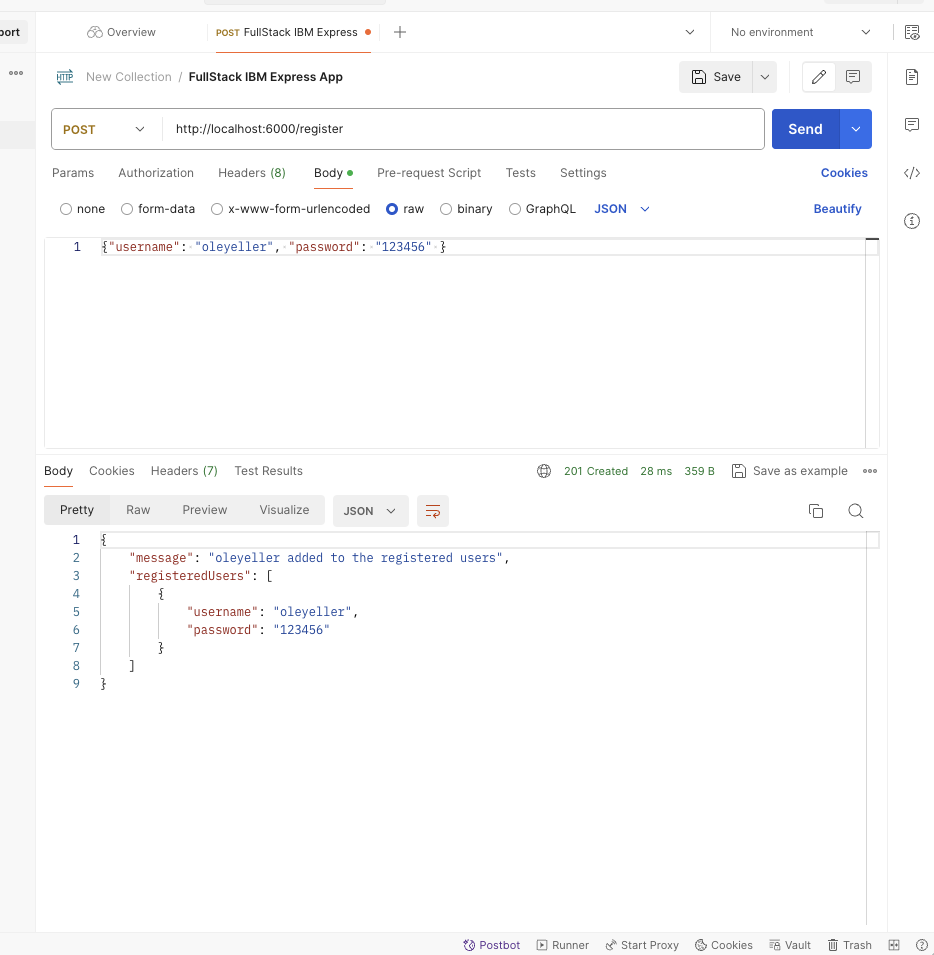 port
Overview
POST FullStack IBM Express
No environment
HTTP New Collection / FullStack IBM Express App
Save
POST http://localhost:6000/register Send
Params Authorization Headers (8) Body Pre-request Script Tests Settings Cookies
none form-data x-www-form-urlencoded raw binary GraphQL JSON Beautify
1 {"username": "oleyeller", "password": "123456" }
Body Cookies Headers (7) Test Results 201 Created 28 ms 359 B Save as example
Pretty Raw Preview Visualize JSON
1 {
2 "message": "oleyeller added to the registered users",
3 "registeredUsers": [
4 {
5 "username": "oleyeller",
6 "password": "123456"
7 }
8 ]
9 }
Postbot Runner Start Proxy Cookies Vault Trash